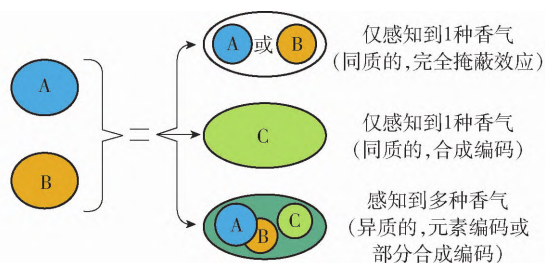 A
B
A 或 B
仅感知到1种香气
(同质的,完全掩蔽效应)
C
仅感知到1种香气
(同质的,合成编码)
A
B
C
感知到多种香气
(异质的,元素编码或
部分合成编码)